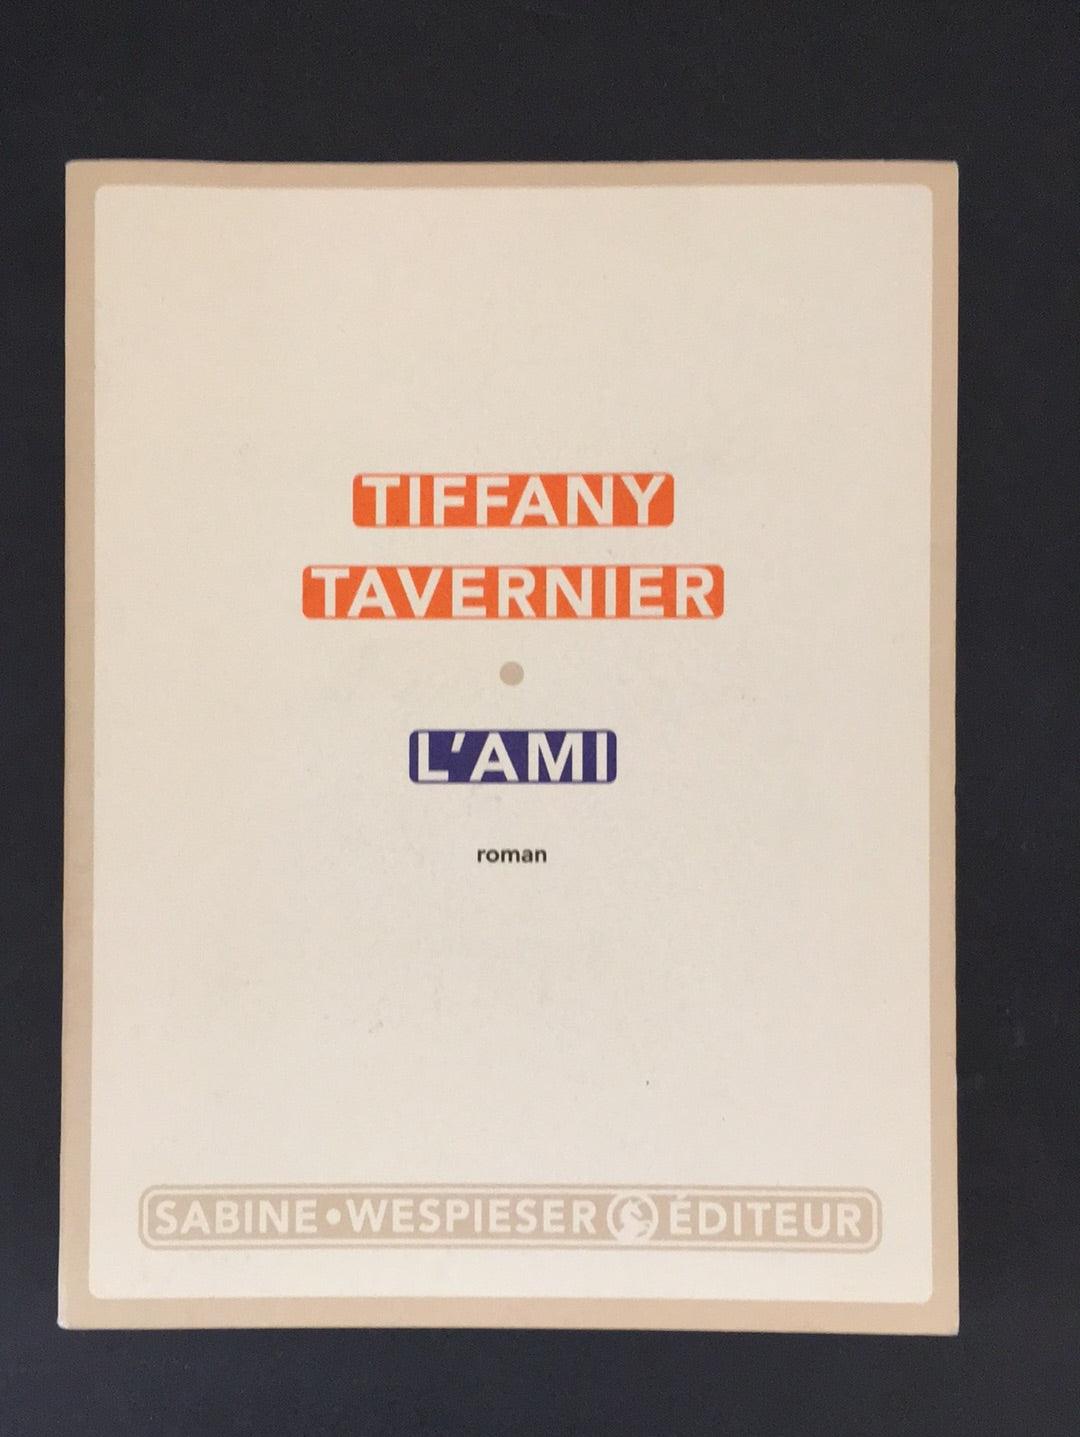 TIFFANY
TAVERNIER
L'AMI
roman
SABINE•WESPIESER ÉDITEUR